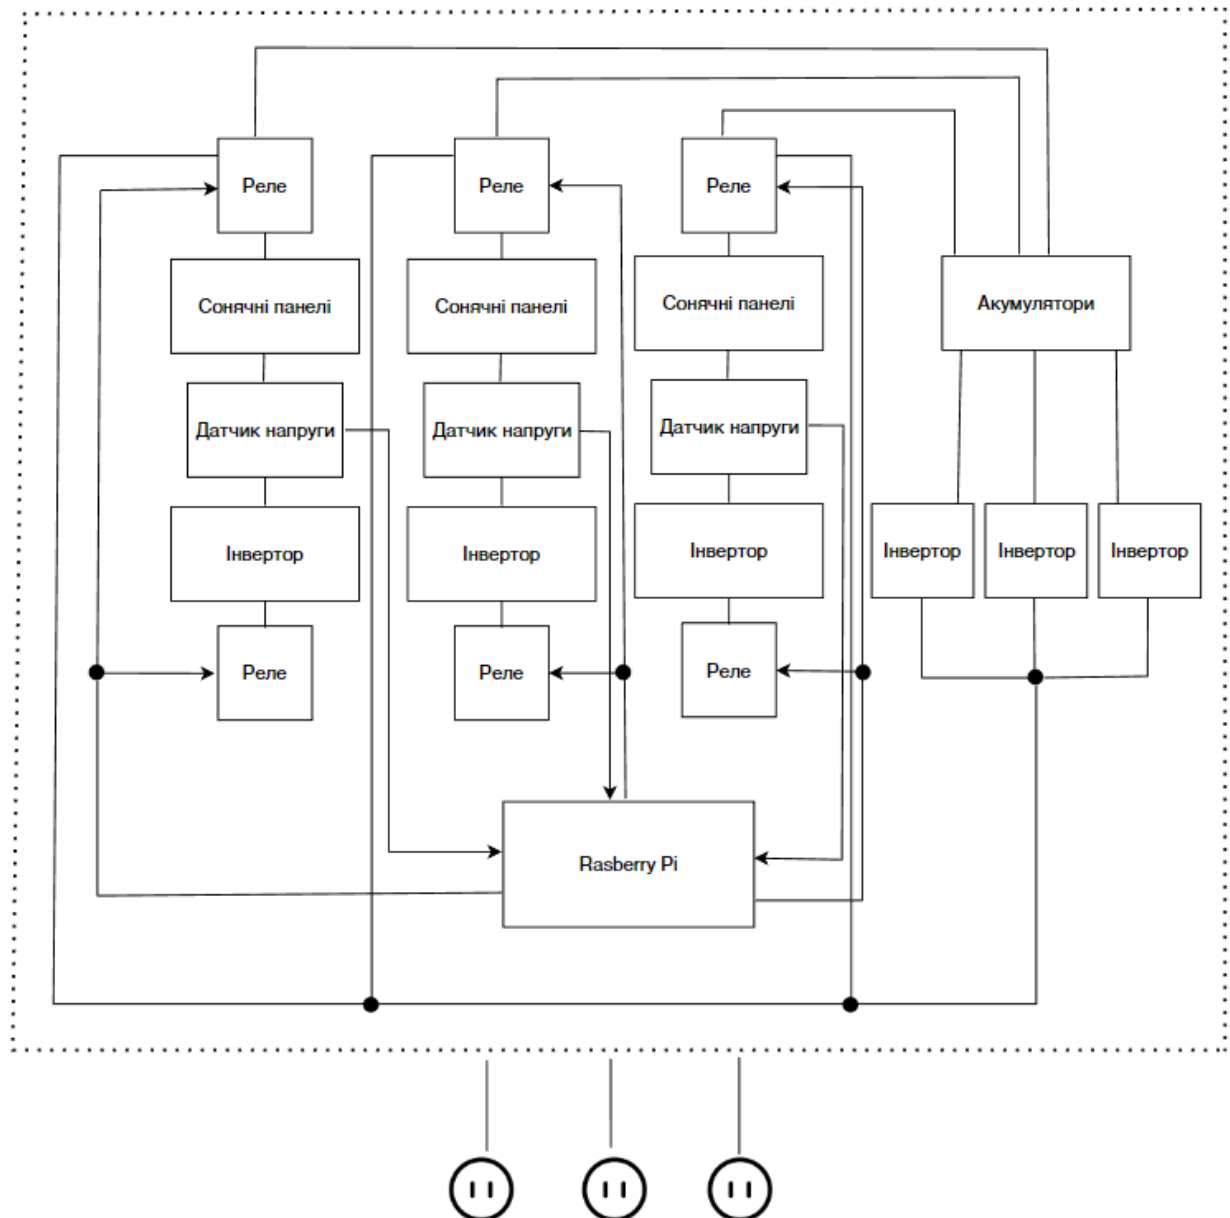 Реле
Реле
Реле
Сонячні панелі
Сонячні панелі
Сонячні панелі
Акумулятори
Датчик напруги
Датчик напруги
Датчик напруги
Інвертор
Інвертор
Інвертор
Інвертор
Інвертор
Інвертор
Реле
Реле
Реле
Rasberry Pi